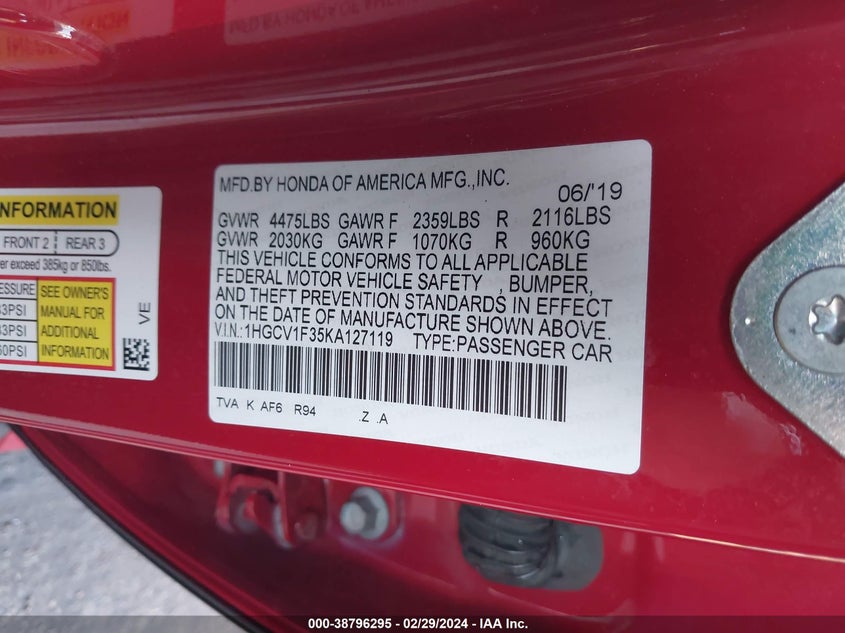 MFD.BY HONDA OF AMERICA MFG.,INC.
06/'19
GVWR 4475LBS GAWR F 2359LBS R 2116LBS
GVWR 2030KG GAWR F 1070KG R 960KG
THIS VEHICLE CONFORMS TO ALL APPLICABLE
FEDERAL MOTOR VEHICLE SAFETY , BUMPER,
AND THEFT PREVENTION STANDARDS IN EFFECT
ON THE DATE OF MANUFACTURE SHOWN ABOVE.
V.I.N.:1HGCV1F35KA127119 TYPE:PASSENGER CAR
TVA K AF6 R94 .Z .A
INFORMATION
FRONT 2 REAR 3
exceed 385kg or 850lbs.
SEE OWNER'S
MANUAL FOR
ADDITIONAL
INFORMATION
VE
000-38796295 - 02/29/2024 - IAA Inc.